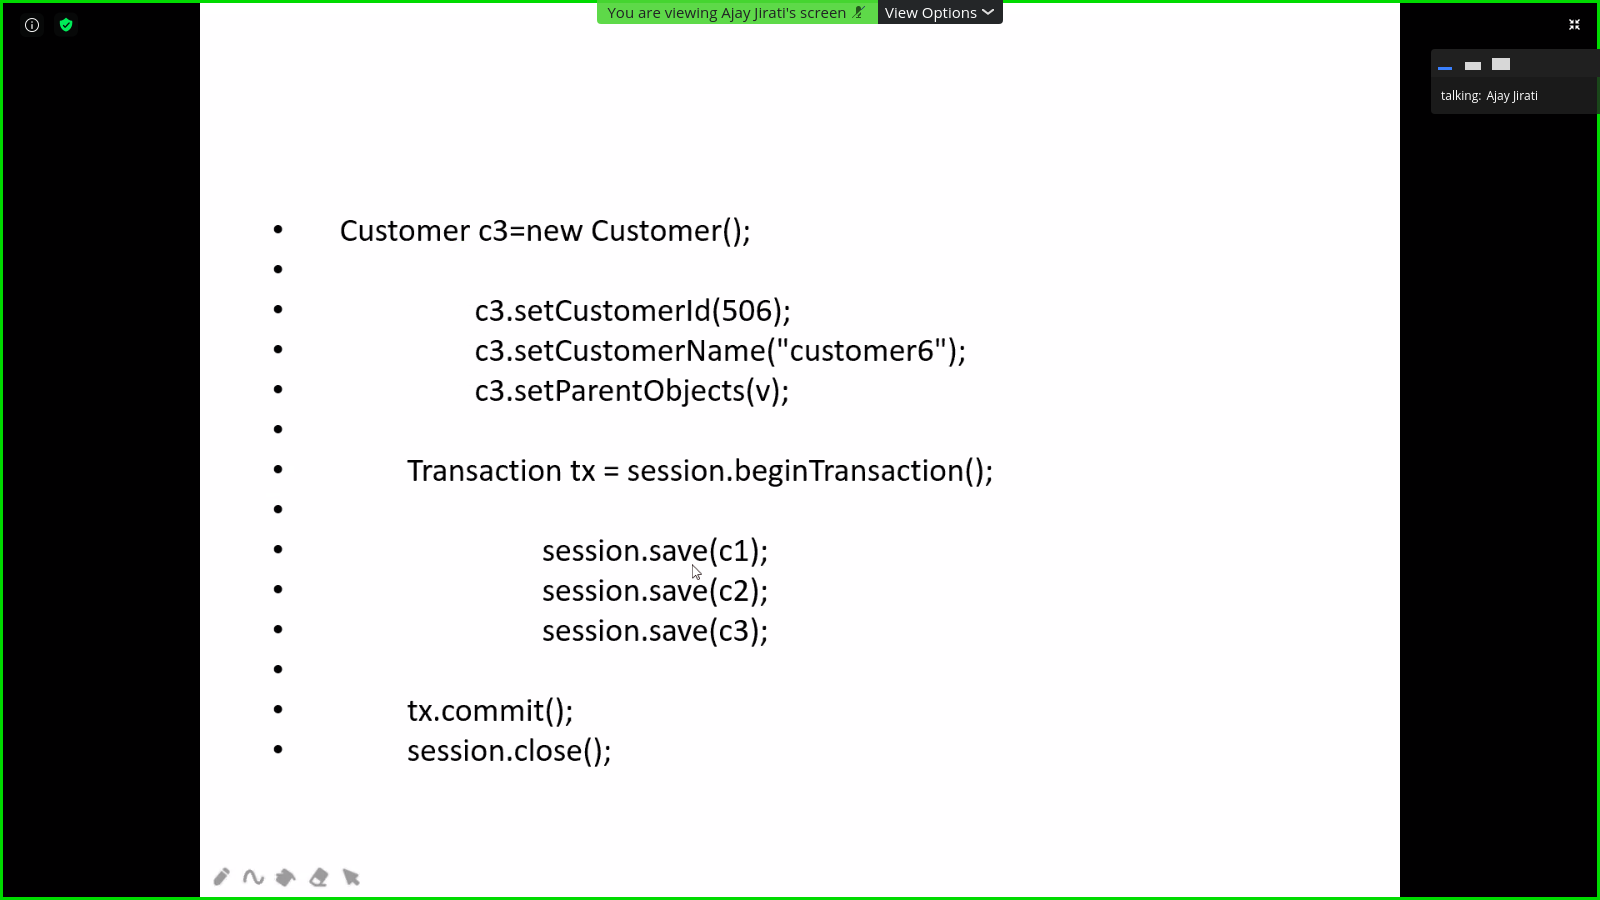 You are viewing Ajay Jirati's screen View Options
talking: Ajay Jirati
• Customer c3=new Customer();
•
• c3.setCustomerId(506);
• c3.setCustomerName("customer6");
• c3.setParentObjects(v);
•
• Transaction tx = session.beginTransaction();
•
• session.save(c1);
• session.save(c2);
• session.save(c3);
•
• tx.commit();
• session.close();